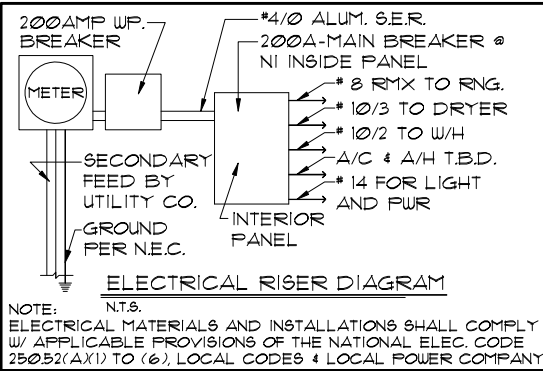 200AMP WP.
BREAKER
#4/0 ALUM. S.E.R.
200A-MAIN BREAKER @
NI INSIDE PANEL
METER
# 8 RMX TO RNG.
# 10/3 TO DRYER
# 10/2 TO W/H
A/C & A/H T.B.D.
# 14 FOR LIGHT
AND PWR
SECONDARY
FEED BY
UTILITY CO.
INTERIOR
PANEL
GROUND
PER N.E.C.
ELECTRICAL RISER DIAGRAM
N.T.S.
NOTE:
ELECTRICAL MATERIALS AND INSTALLATIONS SHALL COMPLY
W/ APPLICABLE PROVISIONS OF THE NATIONAL ELEC. CODE
250.52(A)(1) TO (6), LOCAL CODES & LOCAL POWER COMPANY